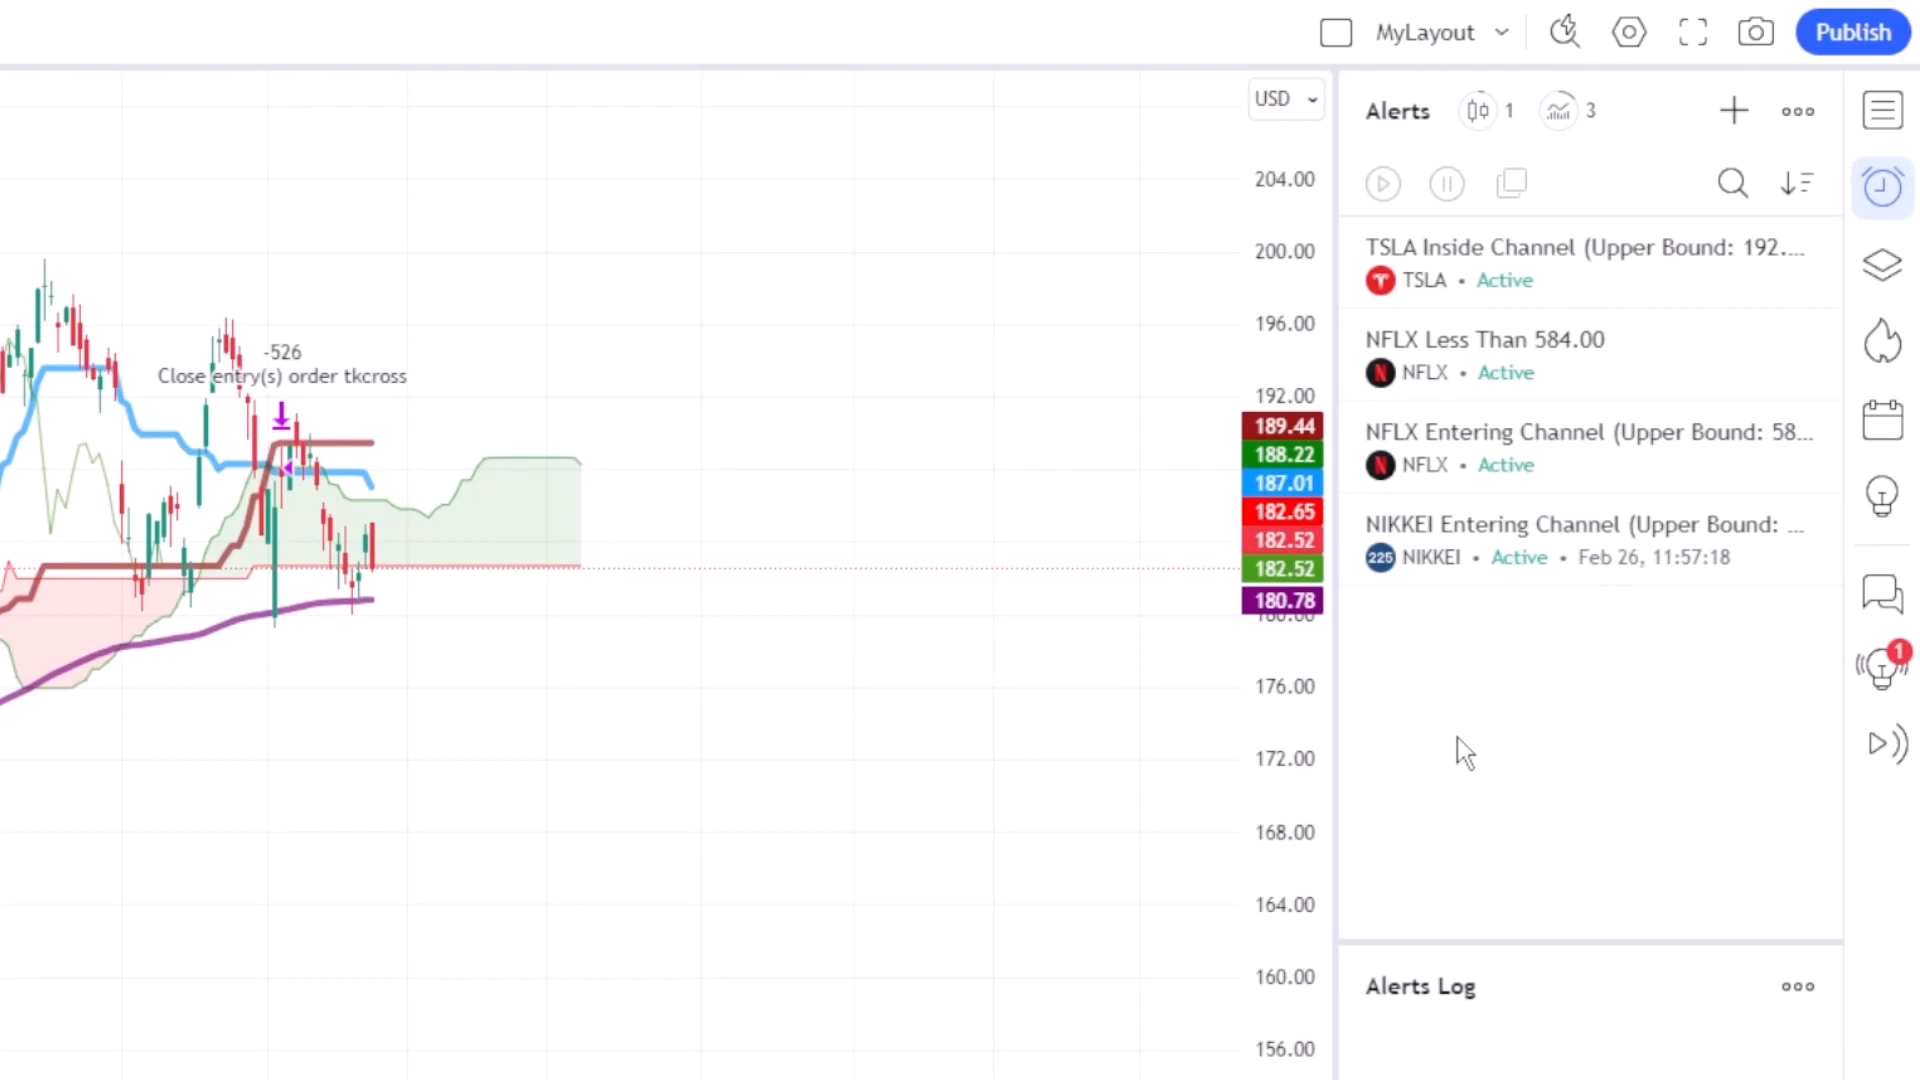 MyLayout
Publish
USD
204.00
200.00
196.00
192.00
189.44
188.22
187.01
182.65
182.52
182.52
180.78
180.00
176.00
172.00
168.00
164.00
160.00
156.00
-526
Close entry(s) order tkcross
Alerts 1 3
TSLA Inside Channel (Upper Bound: 192....
TSLA • Active
NFLX Less Than 584.00
NFLX • Active
NFLX Entering Channel (Upper Bound: 58...
NFLX • Active
NIKKEI Entering Channel (Upper Bound: ...
225 NIKKEI • Active • Feb 26, 11:57:18
1
Alerts Log